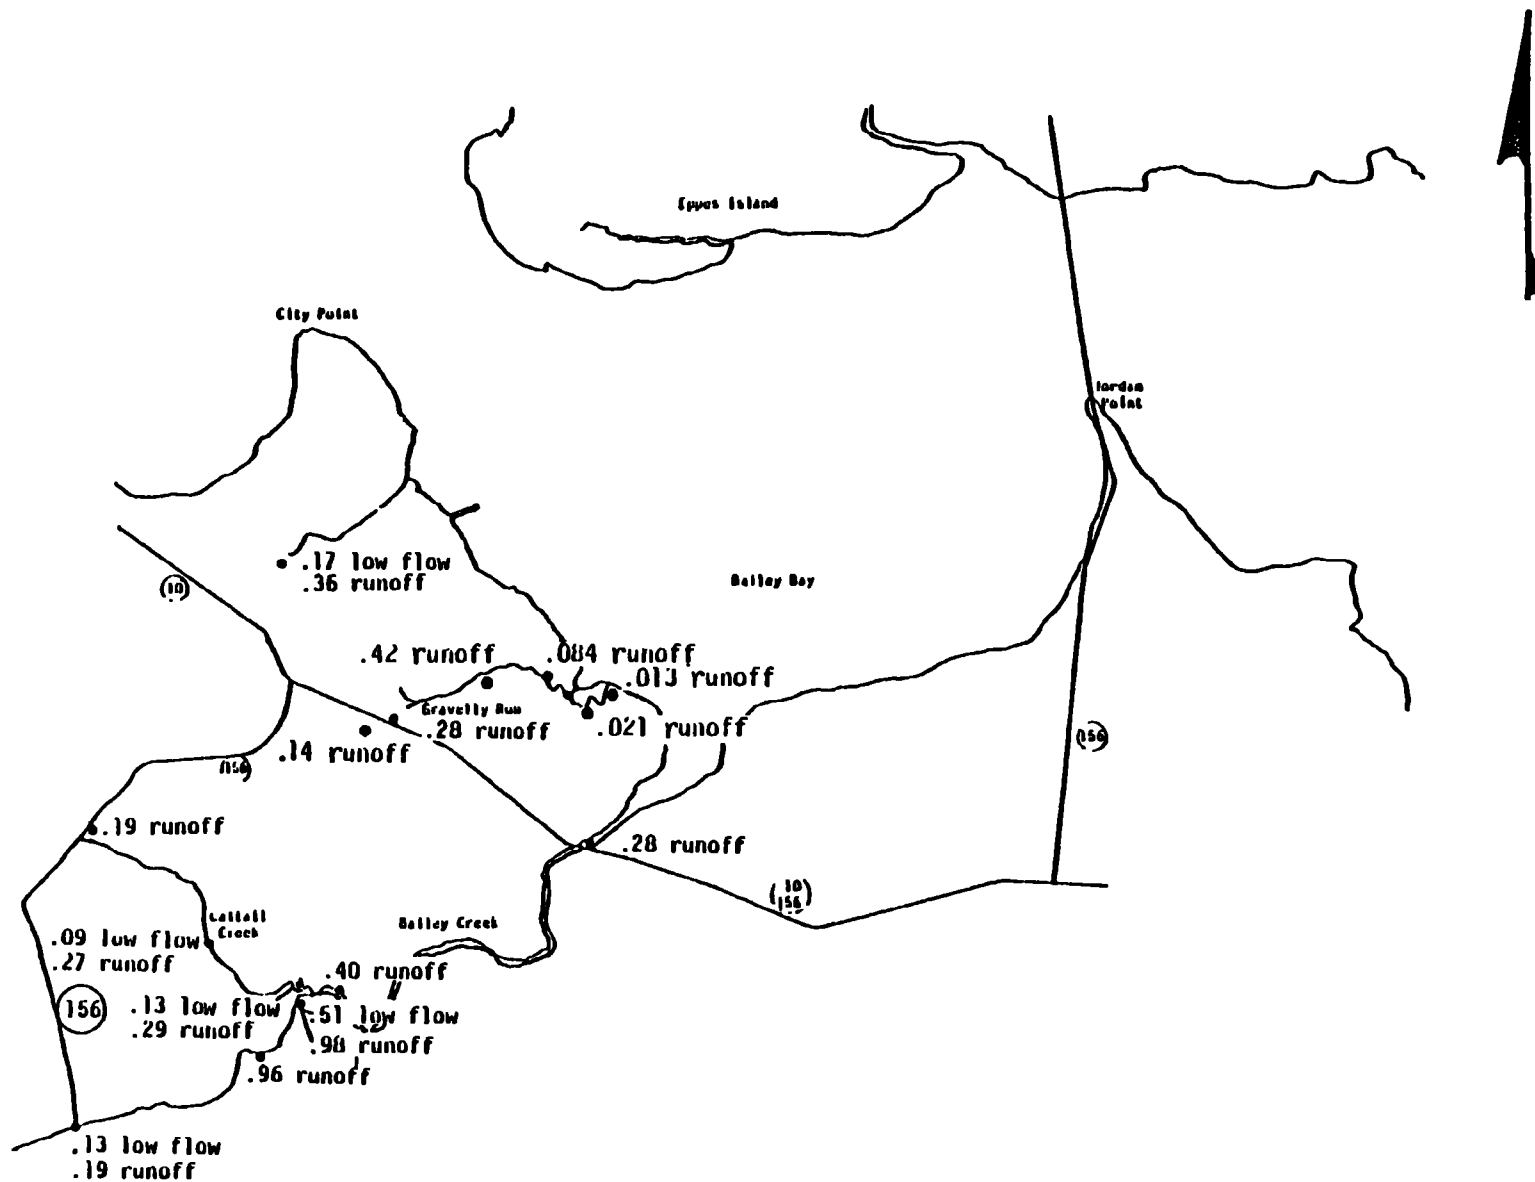 Eppes Island
City Point
Jordan
Point
.17 low flow
.36 runoff
10
Bailey Bay
.42 runoff
.084 runoff
.013 runoff
Gravelly Run
.28 runoff
.021 runoff
.14 runoff
156
156
.19 runoff
.28 runoff
10
156
Cattail
Creek
Bailey Creek
.09 low flow
.27 runoff
.40 runoff
156
.13 low flow
.29 runoff
.51 low flow
.98 runoff
.96 runoff
.13 low flow
.19 runoff